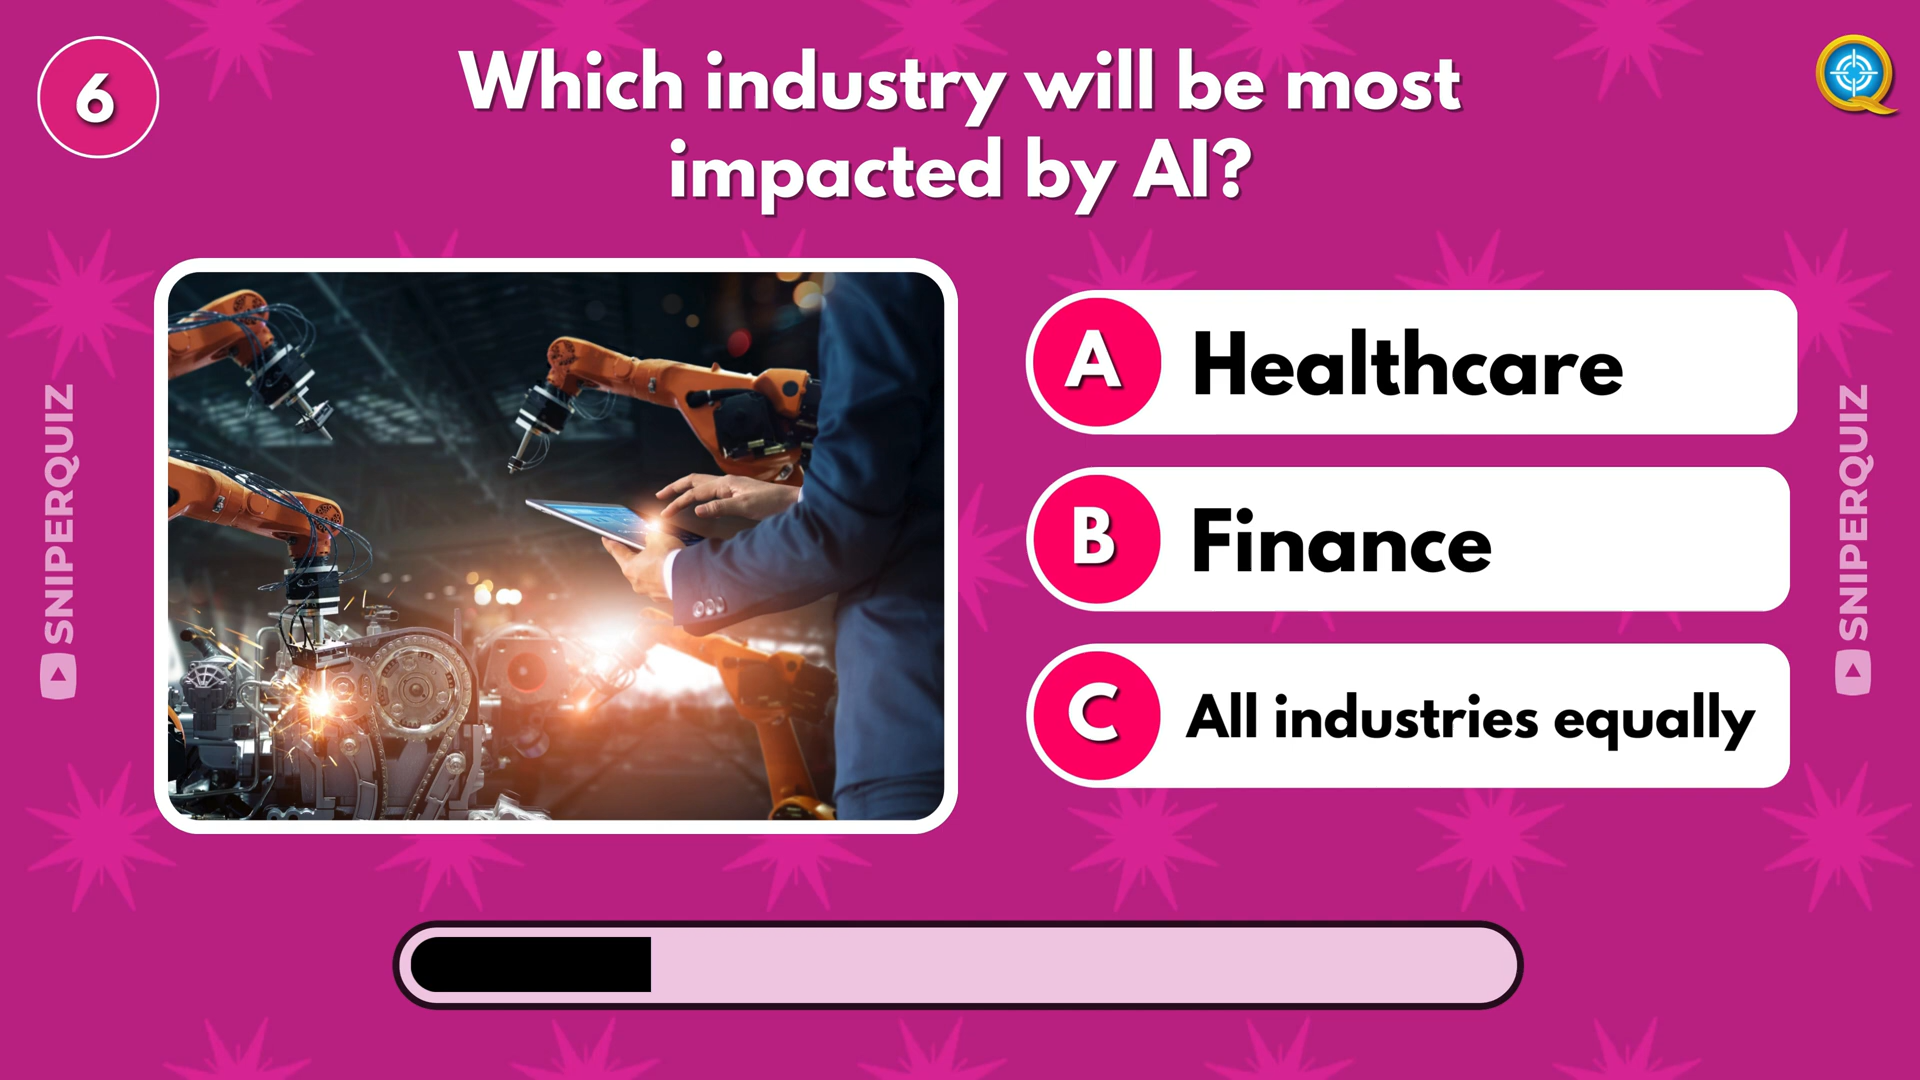 6
Which industry will be most
impacted by AI?
A Healthcare
B Finance
C All industries equally
SNIPERQUIZ
SNIPERQUIZ